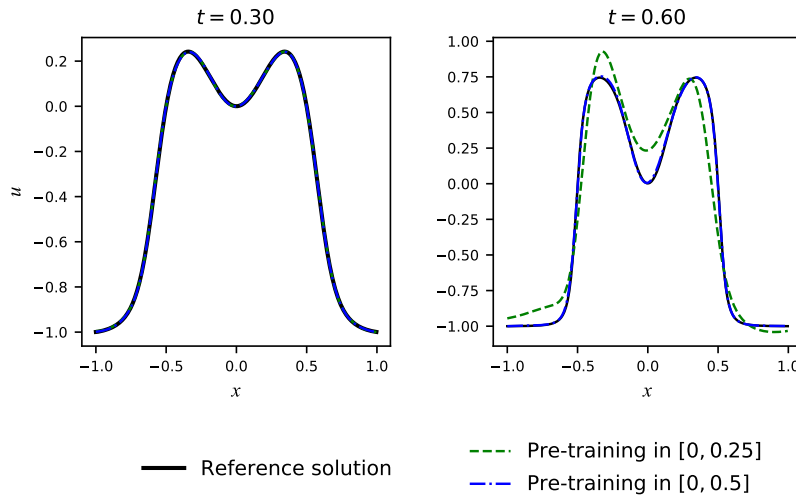 t = 0.30
t = 0.60
0.2
0.0
−0.2
−0.4
−0.6
−0.8
−1.0
u
−1.0 −0.5 0.0 0.5 1.0
x
1.00
0.75
0.50
0.25
0.00
−0.25
−0.50
−0.75
−1.00
−1.0 −0.5 0.0 0.5 1.0
x
Reference solution
Pre-training in [0, 0.25]
Pre-training in [0, 0.5]